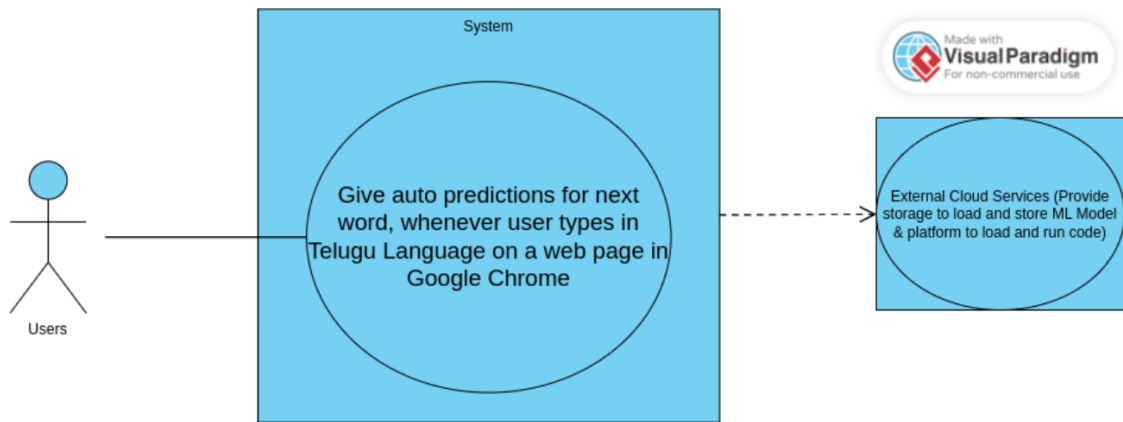 System
Made with
Visual Paradigm
For non-commercial use
Give auto predictions for next
word, whenever user types in
Telugu Language on a web page in
Google Chrome
External Cloud Services (Provide
storage to load and store ML Model
& platform to load and run code)
Users